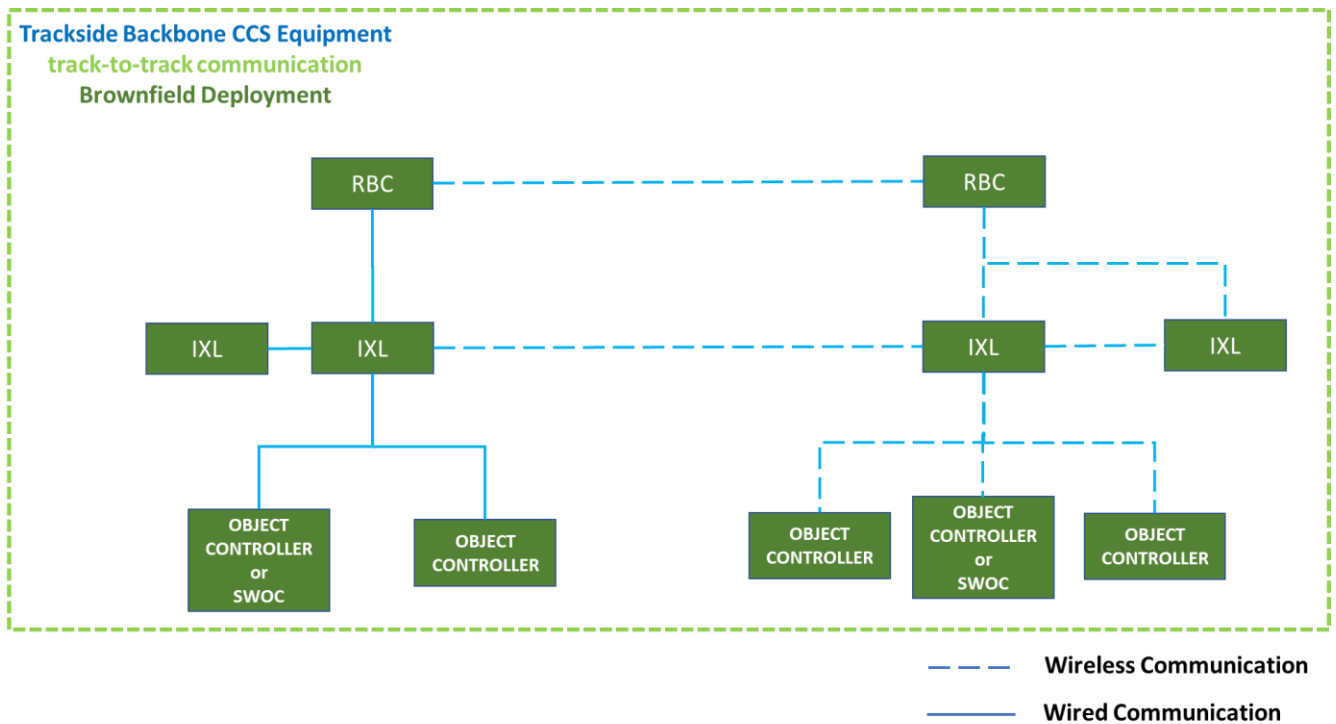 Trackside Backbone CCS Equipment
track-to-track communication
Brownfield Deployment
RBC
RBC
IXL
IXL
IXL
IXL
OBJECT
CONTROLLER
or
SWOC
OBJECT
CONTROLLER
OBJECT
CONTROLLER
OBJECT
CONTROLLER
or
SWOC
OBJECT
CONTROLLER
Wireless Communication
Wired Communication